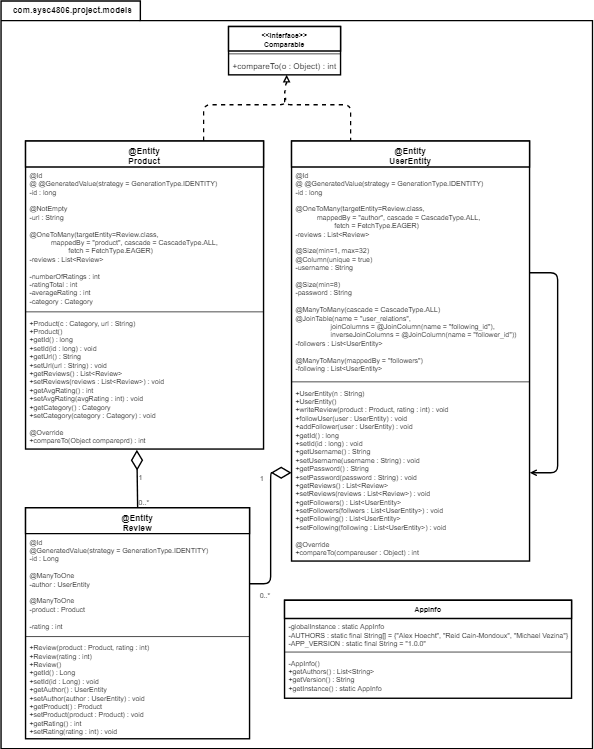 com.sysc4806.project.models
<<Interface>>
Comparable
+compareTo(o : Object) : int
@Entity
Product
@Id
@ @GeneratedValue(strategy = GenerationType.IDENTITY)
-id : long
@NotEmpty
-url : String
@OneToMany(targetEntity=Review.class,
mappedBy = "product", cascade = CascadeType.ALL,
fetch = FetchType.EAGER)
-reviews : List<Review>
-numberOfRatings : int
-ratingTotal : int
-averageRating : int
-category : Category
+Product(c : Category, url : String)
+Product()
+getId() : long
+setId(id : long) : void
+getUrl() : String
+setUrl(url : String) : void
+getReviews() : List<Review>
+setReviews(reviews : List<Review>) : void
+getAvgRating() : int
+setAvgRating(avgRating : int) : void
+getCategory() : Category
+setCategory(category : Category) : void
@Override
+compareTo(Object compareprd) : int
@Entity
UserEntity
@Id
@ @GeneratedValue(strategy = GenerationType.IDENTITY)
-id : long
@OneToMany(targetEntity=Review.class,
mappedBy = "author", cascade = CascadeType.ALL,
fetch = FetchType.EAGER)
-reviews : List<Review>
@Size(min=1, max=32)
@Column(unique = true)
-username : String
@Size(min=8)
-password : String
@ManyToMany(cascade = CascadeType.ALL)
@JoinTable(name = "user_relations",
joinColumns = @JoinColumn(name = "following_id"),
inverseJoinColumns = @JoinColumn(name = "follower_id"))
-followers : List<UserEntity>
@ManyToMany(mappedBy = "followers")
-following : List<UserEntity>
+UserEntity(n : String)
+UserEntity()
+writeReview(product : Product, rating : int) : void
+followUser(user : UserEntity) : void
+addFollower(user : UserEntity) : void
+getId() : long
+setId(id : long) : void
+getUsername() : String
+setUsername(username : String) : void
+getPassword() : String
+setPassword(password : String) : void
+getReviews() : List<Review>
+setReviews(reviews : List<Review>) : void
+getFollowers() : List<UserEntity>
+setFollowers(follwers : List<UserEntity>) : void
+getFollowing() : List<UserEntity>
+setFollowing(following : List<UserEntity>) : void
@Override
+compareTo(compareuser : Object) : int
1
0..*
1
0..*
@Entity
Review
@Id
@GeneratedValue(strategy = GenerationType.IDENTITY)
-id : Long
@ManyToOne
-author : UserEntity
@ManyToOne
-product : Product
-rating : int
+Review(product : Product, rating : int)
+Review(rating : int)
+Review()
+getId() : Long
+setId(id : Long) : void
+getAuthor() : UserEntity
+setAuthor(author : UserEntity) : void
+getProduct() : Product
+setProduct(product : Product) : void
+getRating() : int
+setRating(rating : int) : void
AppInfo
-globalInstance : static AppInfo
-AUTHORS : static final String[] = {"Alex Hoecht", "Reid Cain-Mondoux", "Michael Vezina"}
-APP_VERSION : static final String = "1.0.0"
-AppInfo()
+getAuthors() : List<String>
+getVersion() : String
+getInstance() : static AppInfo